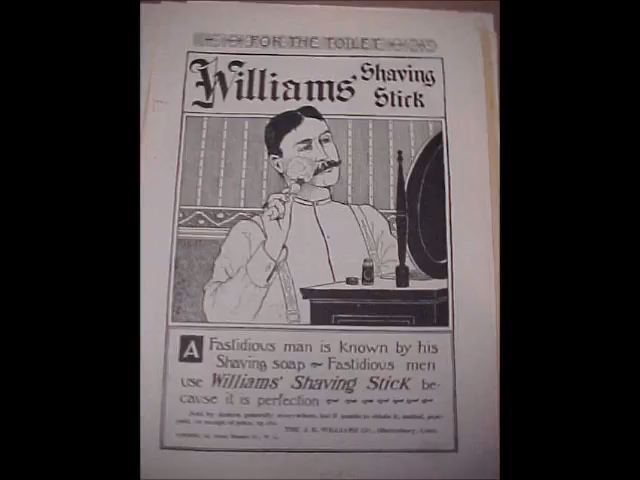 FOR THE TOILET
Williams' Shaving
Stick
A Fastidious man is known by his
Shaving soap ~ Fastidious men
use Williams' Shaving Stick be-
cause it is perfection ~ ~ ~ ~ ~ ~ ~
THE J. B. WILLIAMS CO., Glastonbury, Conn.